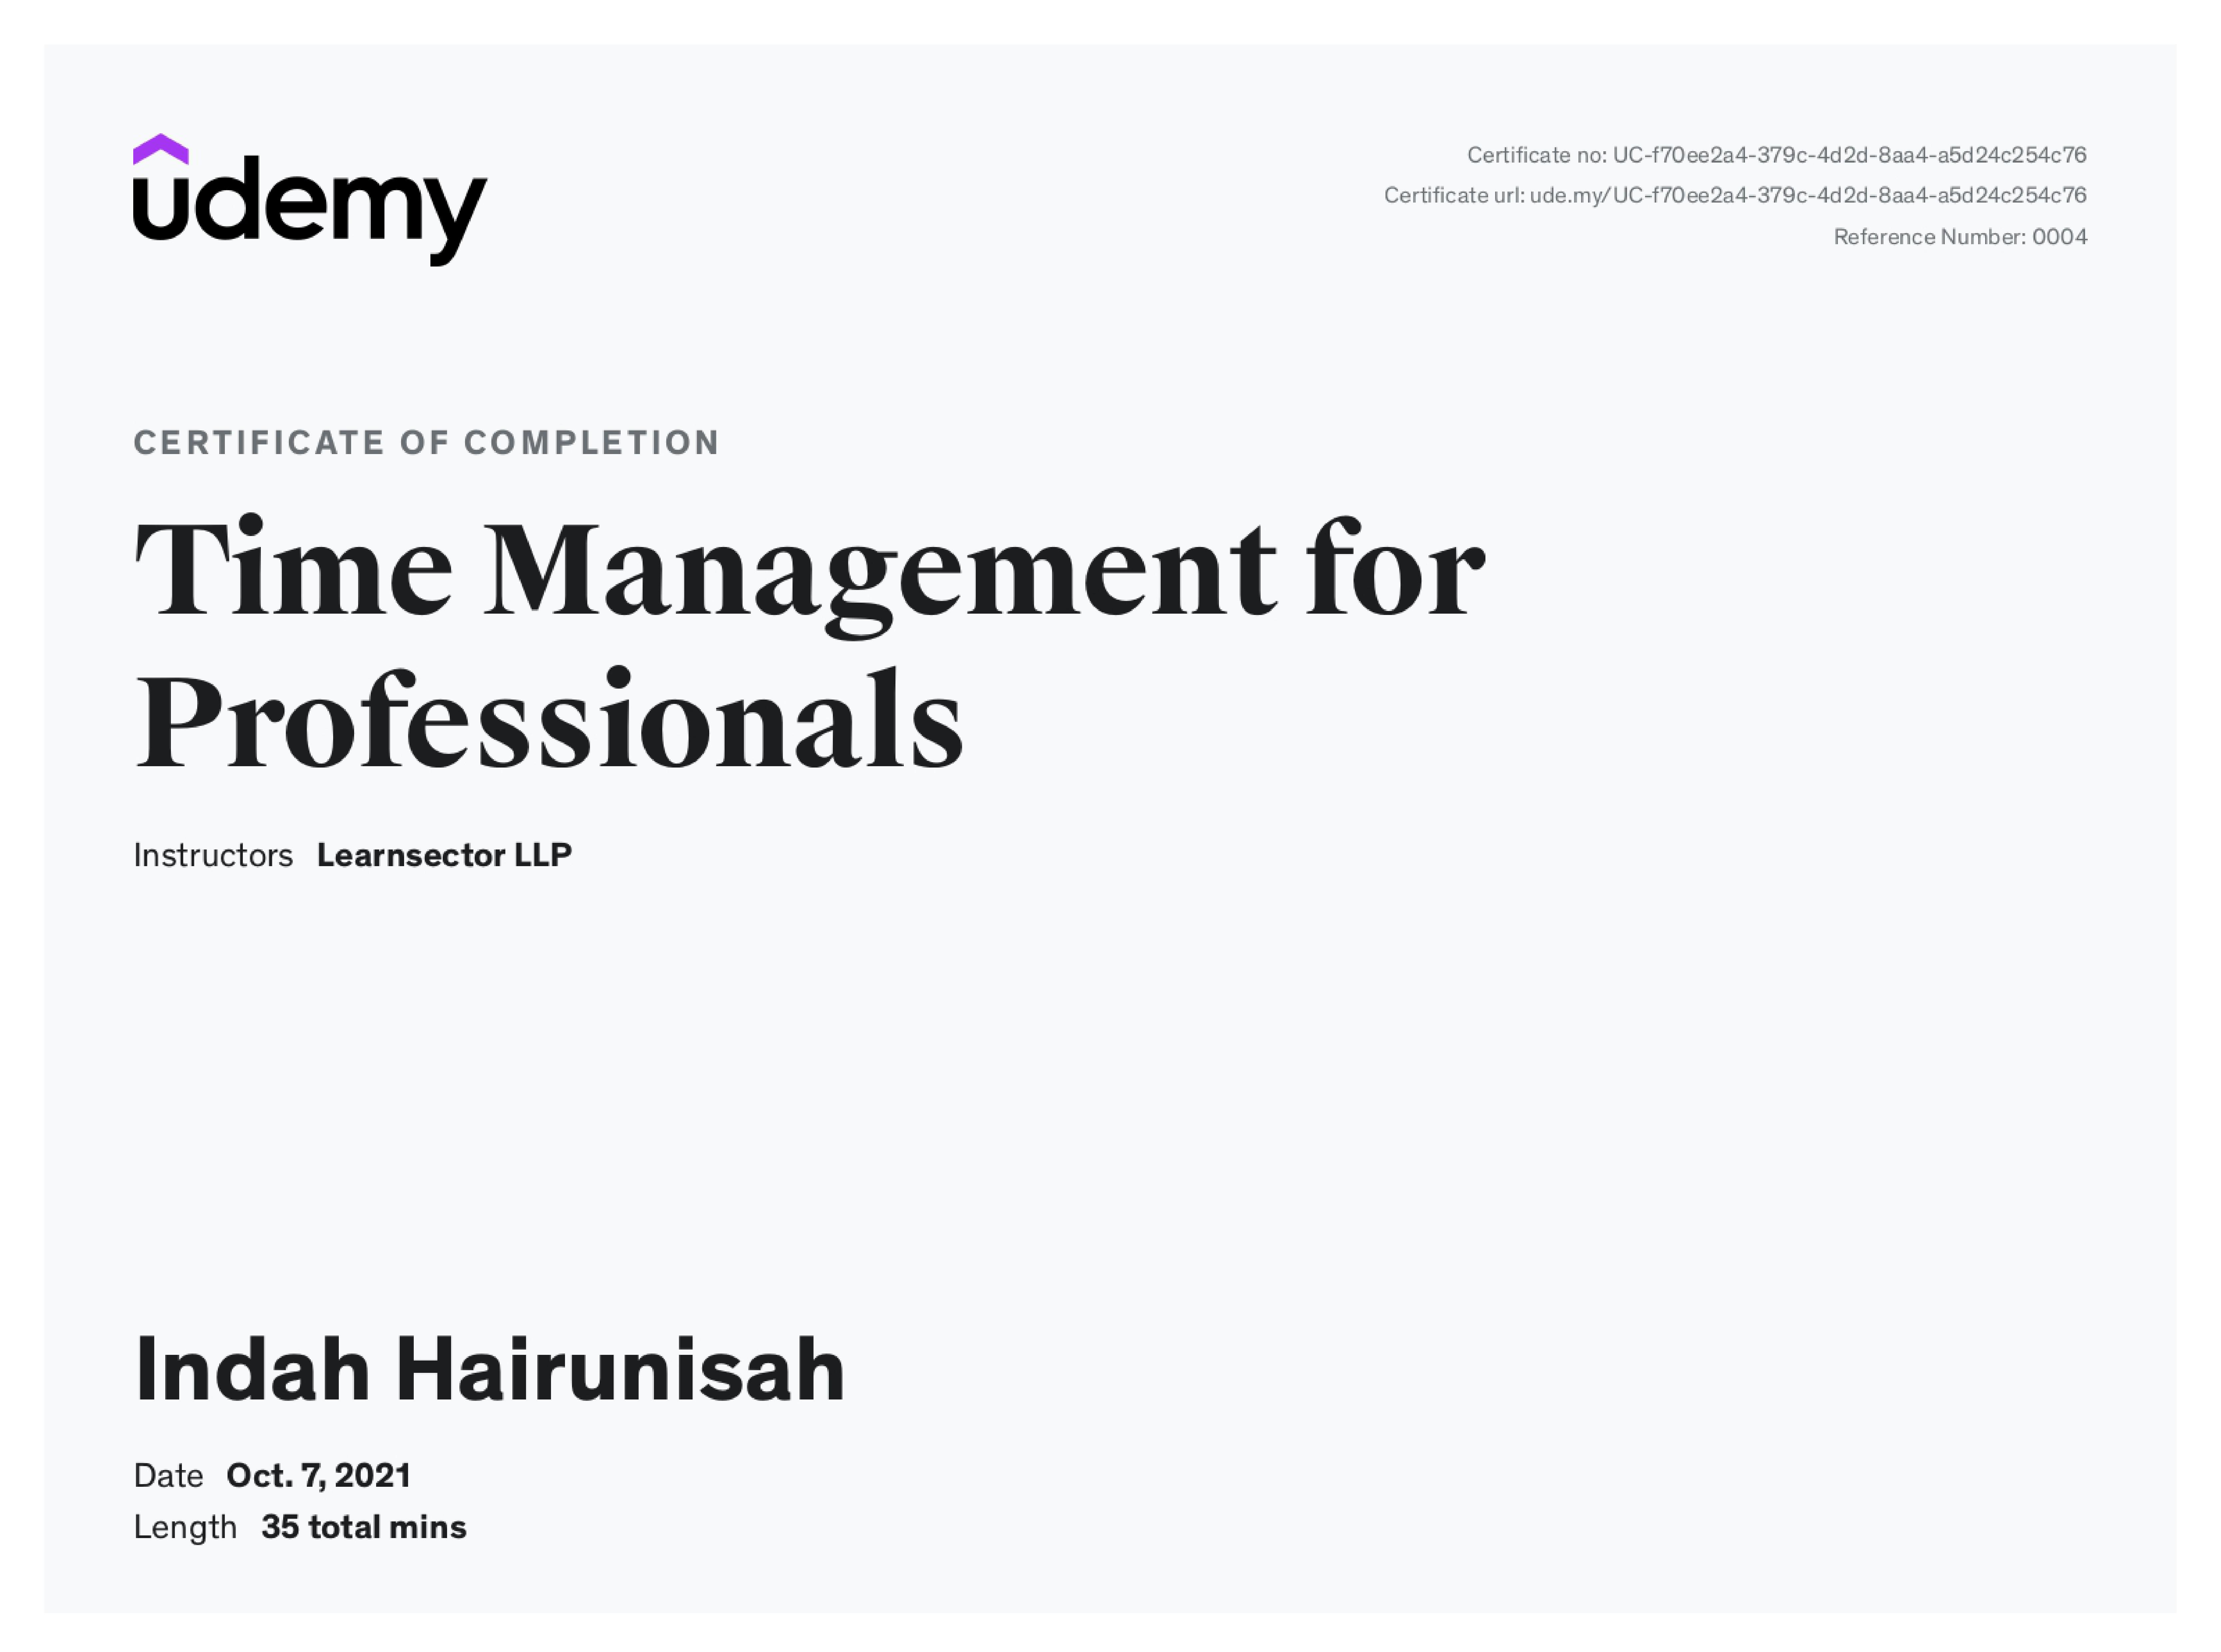 udemy
Certificate no: UC-f70ee2a4-379c-4d2d-8aa4-a5d24c254c76
Certificate url: ude.my/UC-f70ee2a4-379c-4d2d-8aa4-a5d24c254c76
Reference Number: 0004
CERTIFICATE OF COMPLETION
Time Management for
Professionals
Instructors Learnsector LLP
Indah Hairunisah
Date Oct. 7, 2021
Length 35 total mins